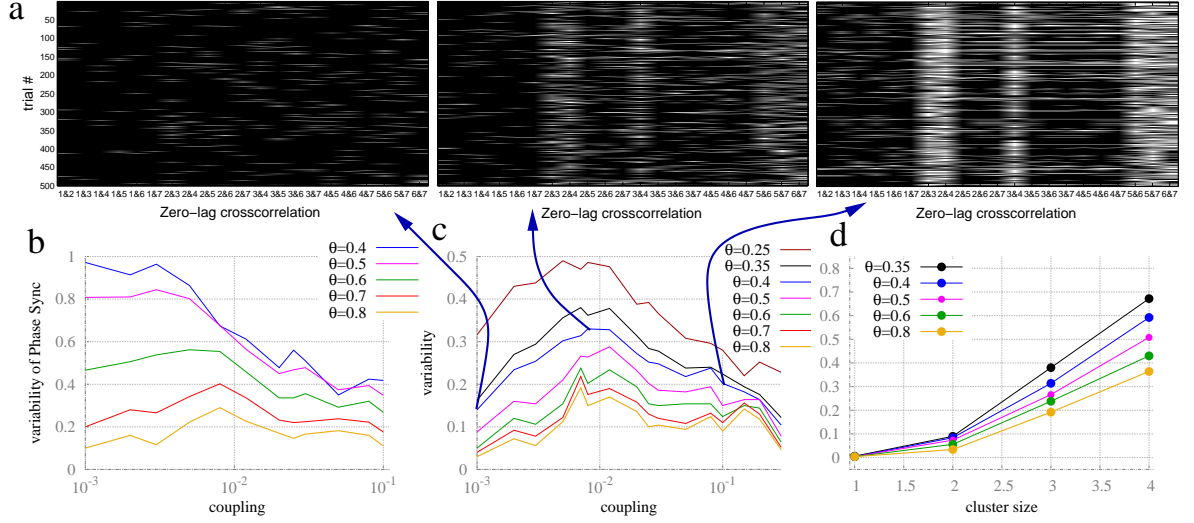 a
trial #
50
100
150
200
250
300
350
400
450
500
1&2 1&3 1&4 1&5 1&6 1&7 2&3 2&4 2&5 2&6 2&7 3&4 3&5 3&6 3&7 4&5 4&6 4&7 5&6 5&7 6&7
1&2 1&3 1&4 1&5 1&6 1&7 2&3 2&4 2&5 2&6 2&7 3&4 3&5 3&6 3&7 4&5 4&6 4&7 5&6 5&7 6&7
1&2 1&3 1&4 1&5 1&6 1&7 2&3 2&4 2&5 2&6 2&7 3&4 3&5 3&6 3&7 4&5 4&6 4&7 5&6 5&7 6&7
Zero-lag crosscorrelation
Zero-lag crosscorrelation
Zero-lag crosscorrelation
b
variability of Phase Sync
1
0.8
0.6
0.4
0.2
0
θ=0.4
θ=0.5
θ=0.6
θ=0.7
θ=0.8
10⁻³ 10⁻² 10⁻¹
coupling
c
variability
0.5
0.4
0.3
0.2
0.1
0
θ=0.25
θ=0.35
θ=0.4
θ=0.5
θ=0.6
θ=0.7
θ=0.8
10⁻³ 10⁻² 10⁻¹
coupling
d
0.8
0.7
0.6
0.5
0.4
0.3
0.2
0.1
0
θ=0.35
θ=0.4
θ=0.5
θ=0.6
θ=0.8
1 1.5 2 2.5 3 3.5 4
cluster size